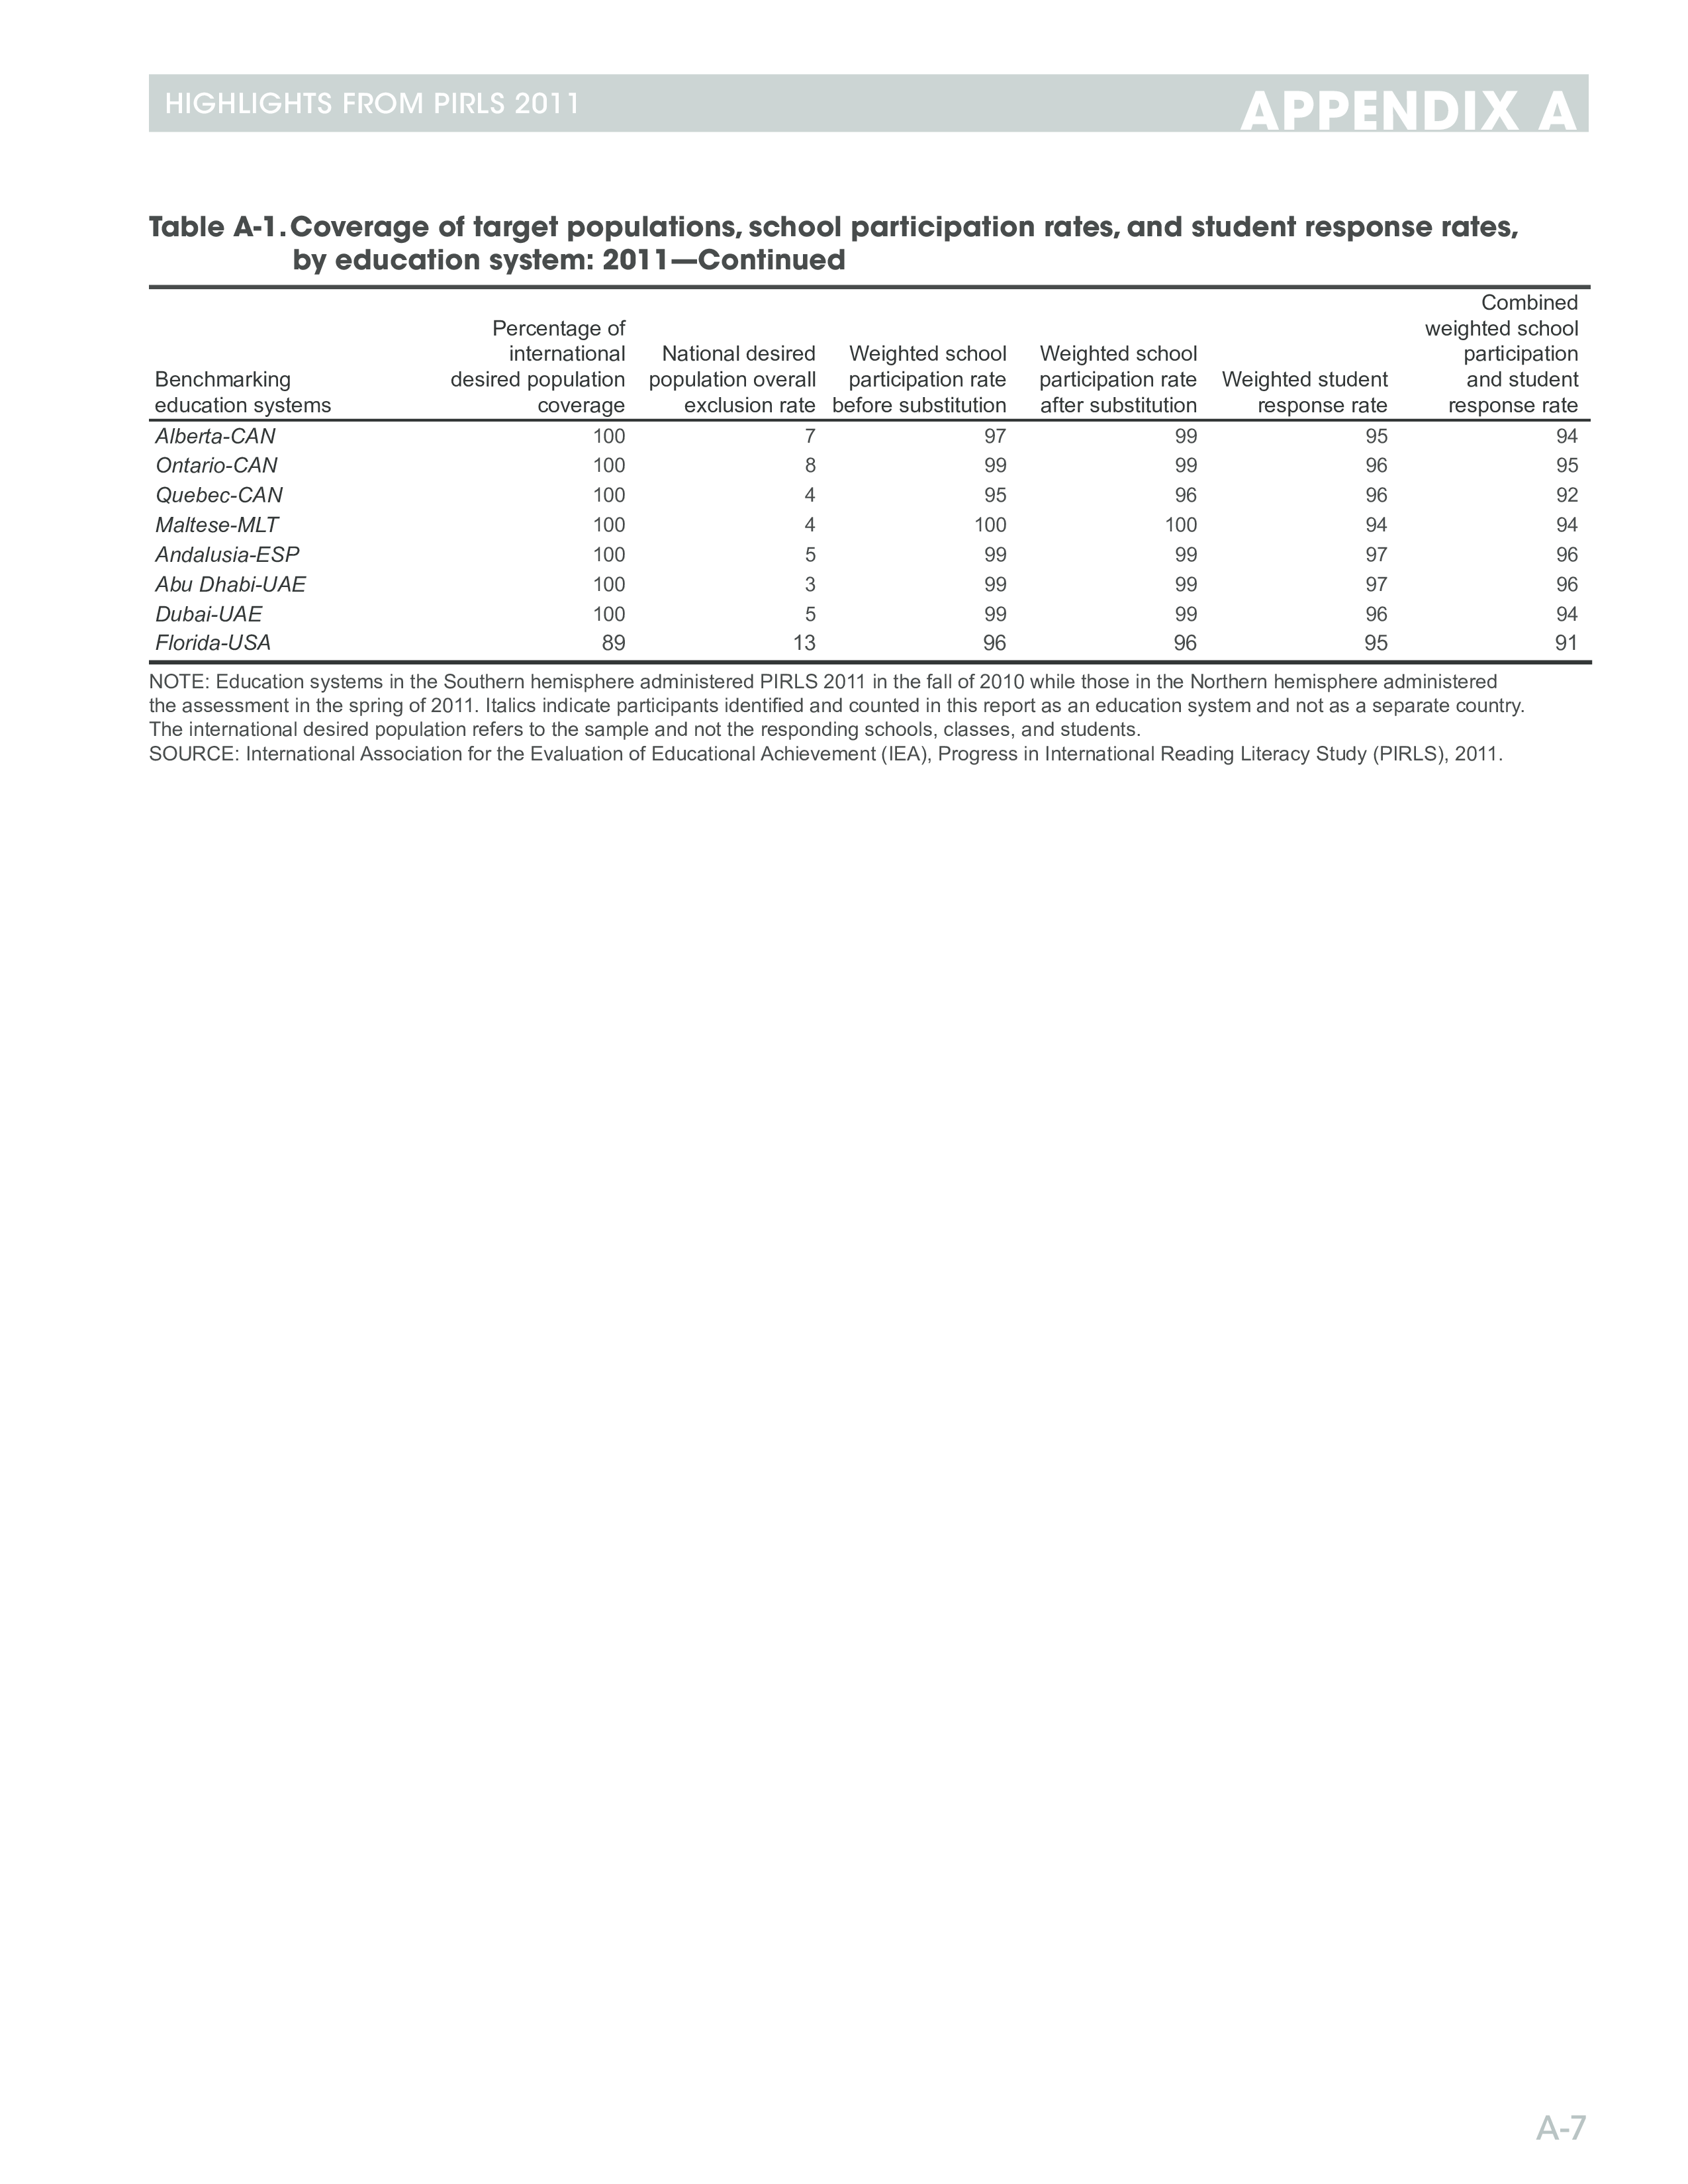 HIGHLIGHTS FROM PIRLS 2011 APPENDIX A
Table A-1. Coverage of target populations, school participation rates, and student response rates,
by education system: 2011—Continued
Benchmarking education systems | Percentage of international desired population coverage | National desired population overall exclusion rate | Weighted school participation rate before substitution | Weighted school participation rate after substitution | Weighted student response rate | Combined weighted school participation and student response rate
Alberta-CAN 100 7 97 99 95 94
Ontario-CAN 100 8 99 99 96 95
Quebec-CAN 100 4 95 96 96 92
Maltese-MLT 100 4 100 100 94 94
Andalusia-ESP 100 5 99 99 97 96
Abu Dhabi-UAE 100 3 99 99 97 96
Dubai-UAE 100 5 99 99 96 94
Florida-USA 89 13 96 96 95 91
NOTE: Education systems in the Southern hemisphere administered PIRLS 2011 in the fall of 2010 while those in the Northern hemisphere administered
the assessment in the spring of 2011. Italics indicate participants identified and counted in this report as an education system and not as a separate country.
The international desired population refers to the sample and not the responding schools, classes, and students.
SOURCE: International Association for the Evaluation of Educational Achievement (IEA), Progress in International Reading Literacy Study (PIRLS), 2011.
A-7